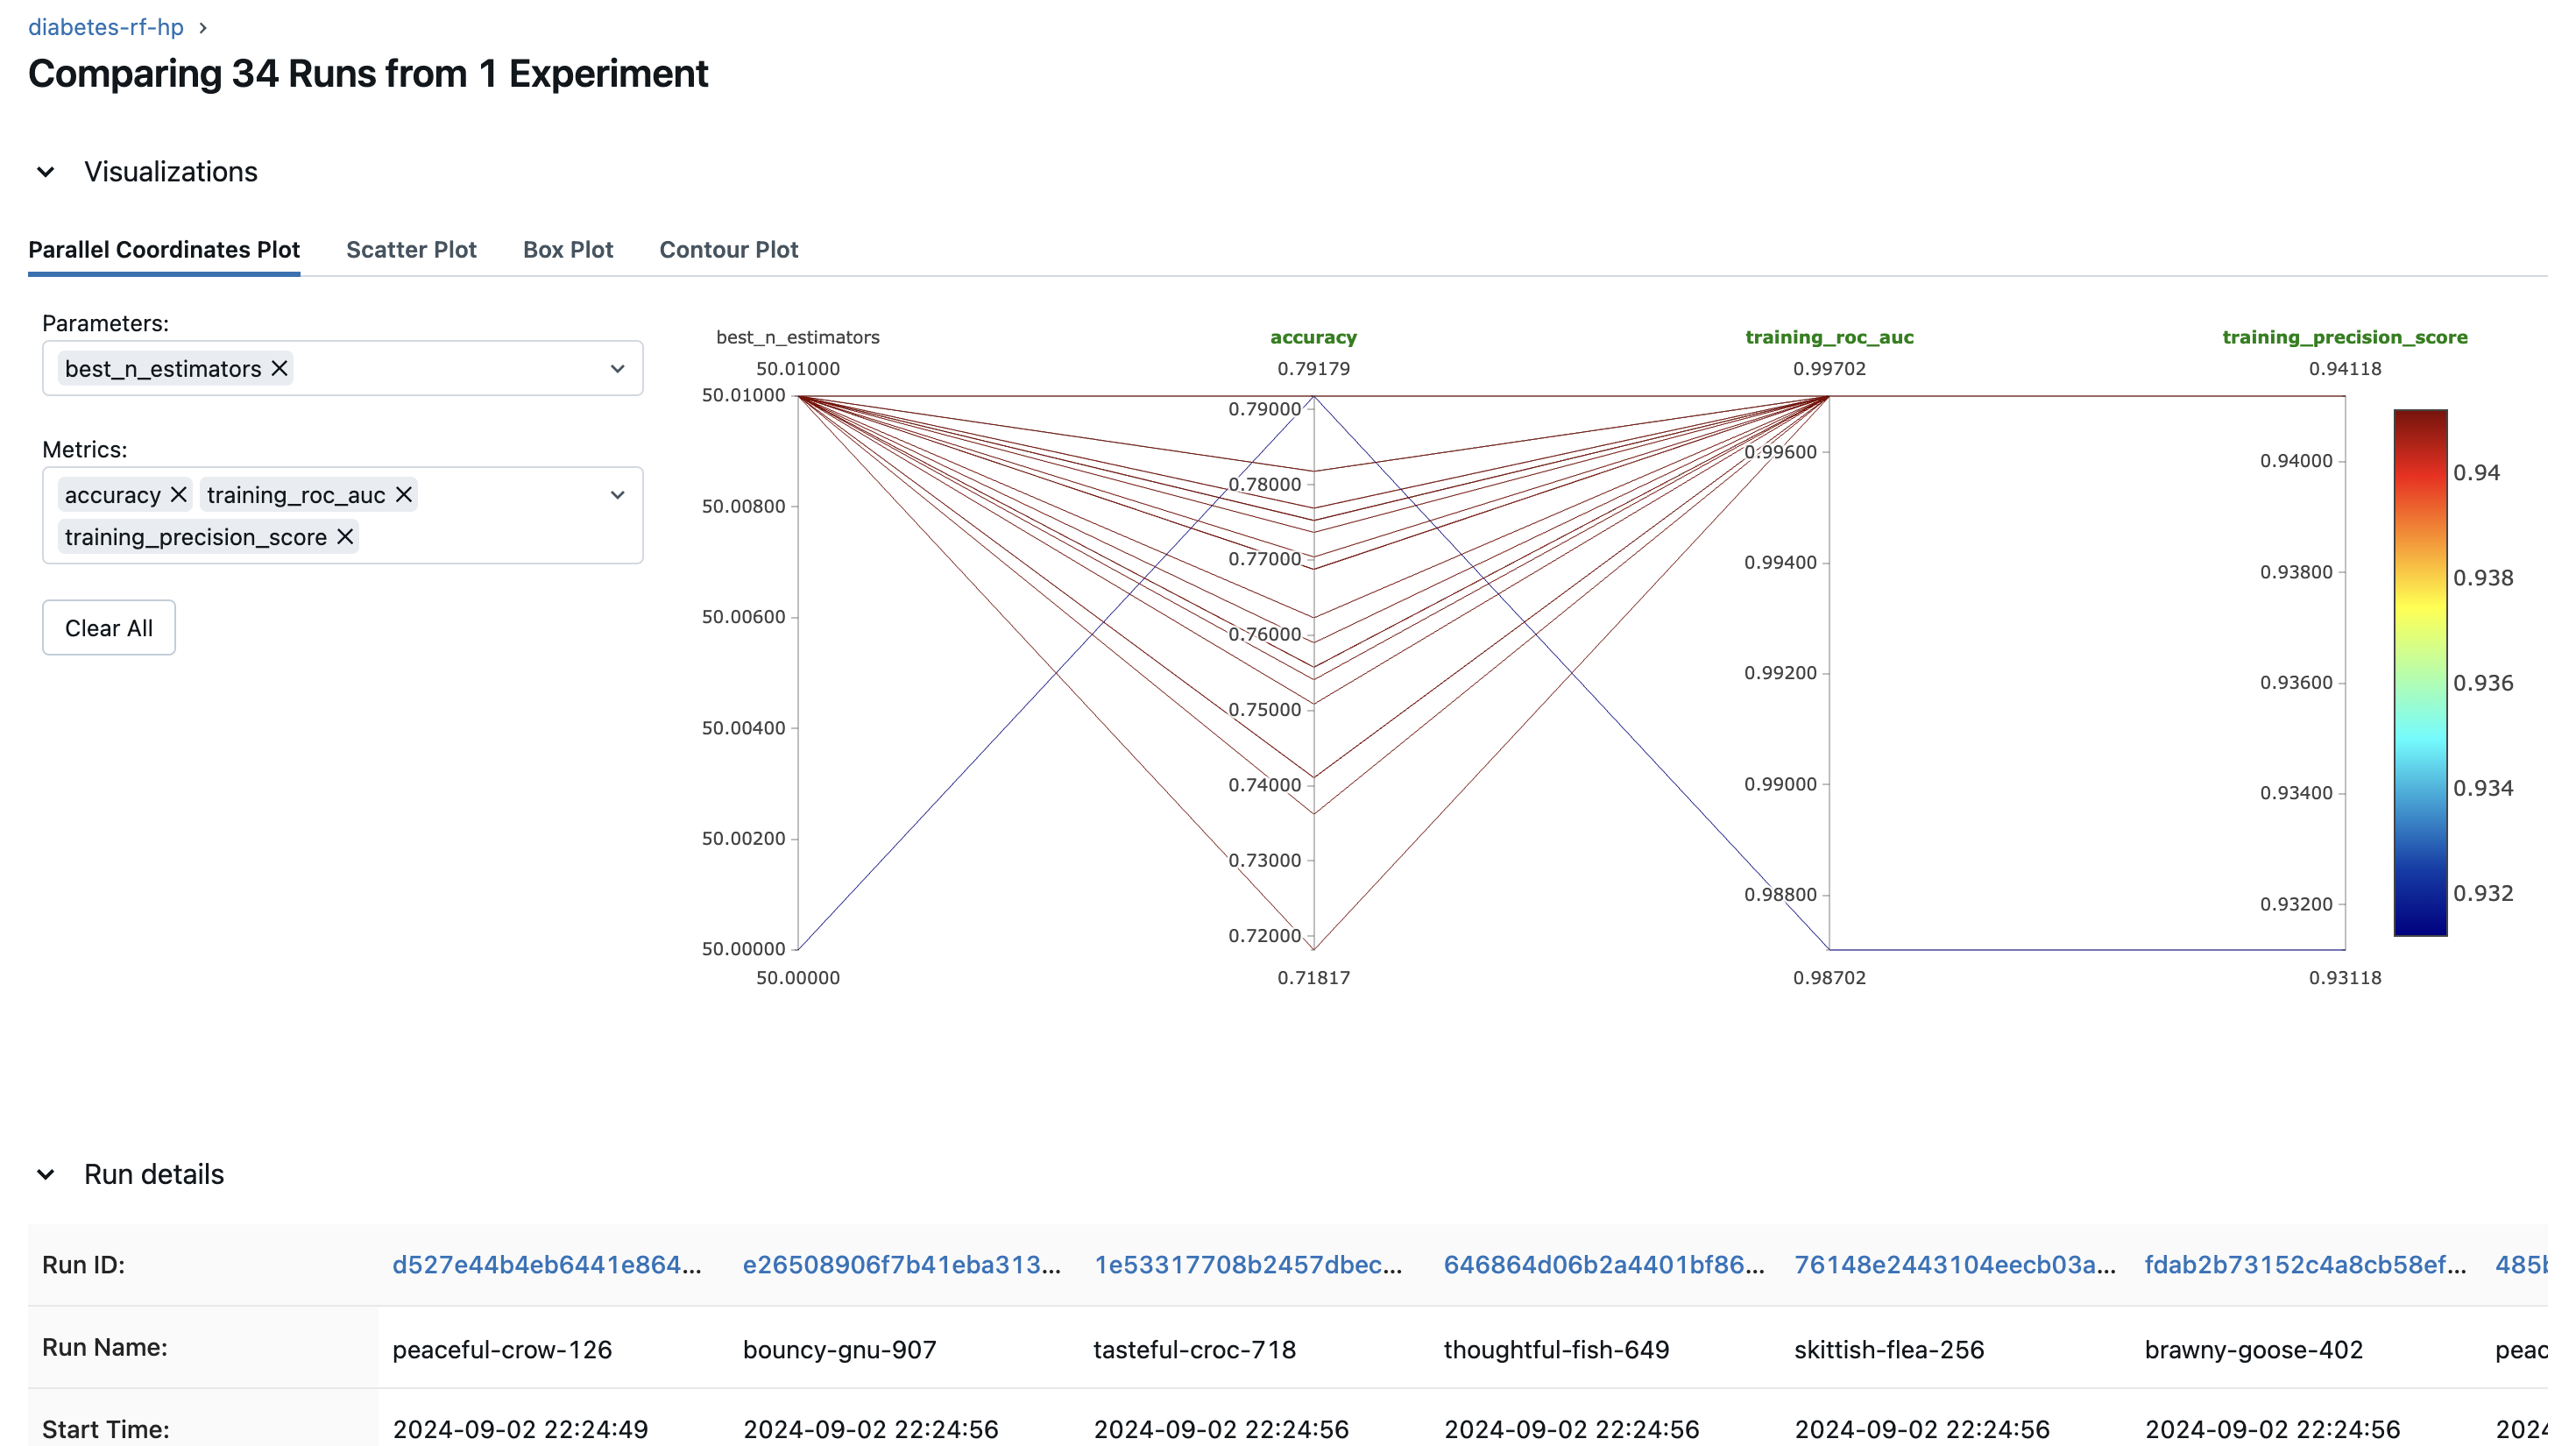 diabetes-rf-hp >
Comparing 34 Runs from 1 Experiment
Visualizations
Parallel Coordinates Plot Scatter Plot Box Plot Contour Plot
Parameters:
best_n_estimators
Metrics:
accuracy training_roc_auc
training_precision_score
Clear All
best_n_estimators accuracy training_roc_auc training_precision_score
50.01000 0.79179 0.99702 0.94118
50.01000
50.00800
50.00600
50.00400
50.00200
50.00000
50.00000
0.79000
0.78000
0.77000
0.76000
0.75000
0.74000
0.73000
0.72000
0.71817
0.99600
0.99400
0.99200
0.99000
0.98800
0.98702
0.94000
0.93800
0.93600
0.93400
0.93200
0.93118
0.94
0.938
0.936
0.934
0.932
Run details
Run ID: d527e44b4eb6441e864... e26508906f7b41eba313... 1e53317708b2457dbec... 646864d06b2a4401bf86... 76148e2443104eecb03a... fdab2b73152c4a8cb58ef... 485
Run Name: peaceful-crow-126 bouncy-gnu-907 tasteful-croc-718 thoughtful-fish-649 skittish-flea-256 brawny-goose-402 peac
Start Time: 2024-09-02 22:24:49 2024-09-02 22:24:56 2024-09-02 22:24:56 2024-09-02 22:24:56 2024-09-02 22:24:56 2024-09-02 22:24:56 2024